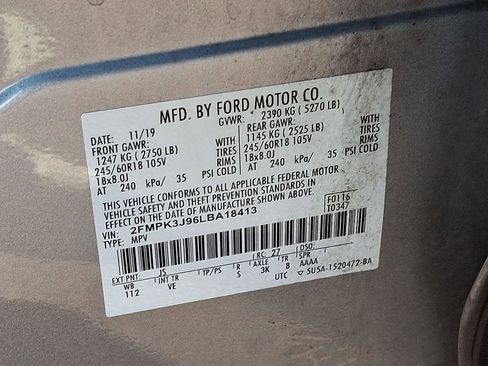 MFD. BY FORD MOTOR CO.
DATE: 11/19 GVWR: 2390 KG ( 5270 LB)
FRONT GAWR: REAR GAWR:
1247 KG ( 2750 LB) WITH 1145 KG ( 2525 LB) WITH
245/60R18 105V TIRES 245/60R18 105V TIRES
18x8.0J RIMS 18x8.0J RIMS
AT 240 kPa/ 35 PSI COLD AT 240 kPa/ 35 PSI COLD
THIS VEHICLE CONFORMS TO ALL APPLICABLE FEDERAL MOTOR
VEHICLE SAFETY AND THEFT PREVENTION STANDARDS IN
EFFECT ON THE DATE OF MANUFACTURE SHOWN ABOVE.
VIN: 2FMPK3J96LBA18413 F0116
TYPE: MPV T0347
EXT PNT: JS RC: 27 DSO:
WB INT TR TP/PS R AXLE TR SPR
112 VE S 3K B AAAA
UTC ▽ 5U5A-1520472-BA